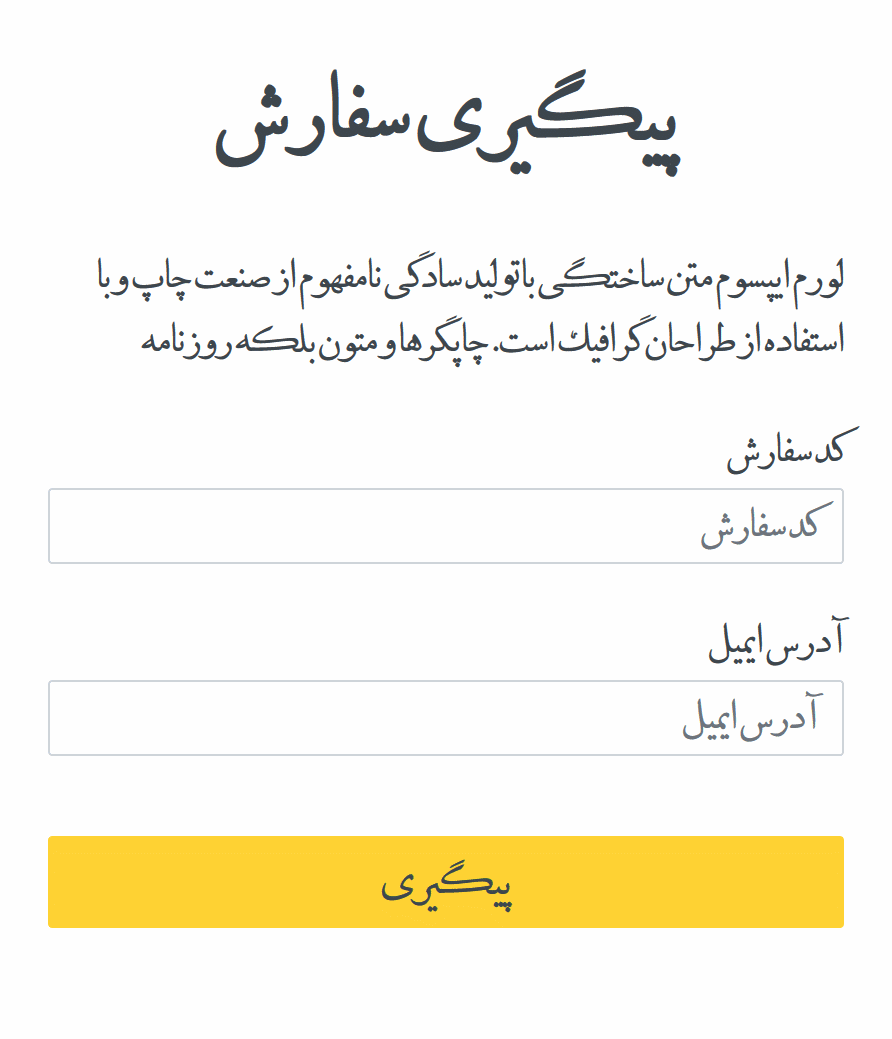 پیگیری سفارش
لورم ایپسوم متن ساختگی با تولید سادگی نامفهوم از صنعت چاپ و با
استفاده از طراحان گرافیک است. چاپگرها و متون بلکه روزنامه
کد سفارش
کد سفارش
آدرس ایمیل
آدرس ایمیل
پیگیری